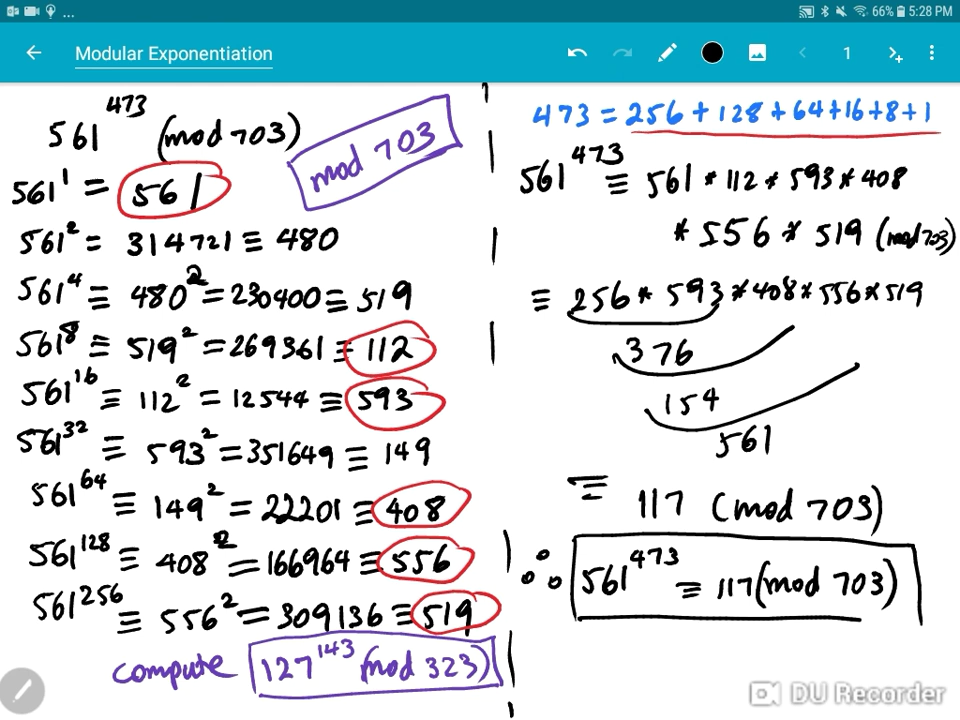 ... 66% 5:28 PM
Modular Exponentiation 1
561^473 (mod 703)
mod 703
561^1 = 561
561^2 = 314721 ≡ 480
561^4 ≡ 480^2 = 230400 ≡ 519
561^8 ≡ 519^2 = 269361 ≡ 112
561^16 ≡ 112^2 = 12544 ≡ 593
561^32 ≡ 593^2 = 351649 ≡ 149
561^64 ≡ 149^2 = 22201 ≡ 408
561^128 ≡ 408^2 = 166964 ≡ 556
561^256 ≡ 556^2 = 309136 ≡ 519
compute 127^143 (mod 323)
473 = 256 + 128 + 64 + 16 + 8 + 1
561^473 ≡ 561 * 112 * 593 * 408
* 556 * 519 (mod 703)
≡ 256 * 593 * 408 * 556 * 519
376
154
561
≡ 117 (mod 703)
∴ 561^473 ≡ 117 (mod 703)
DU Recorder